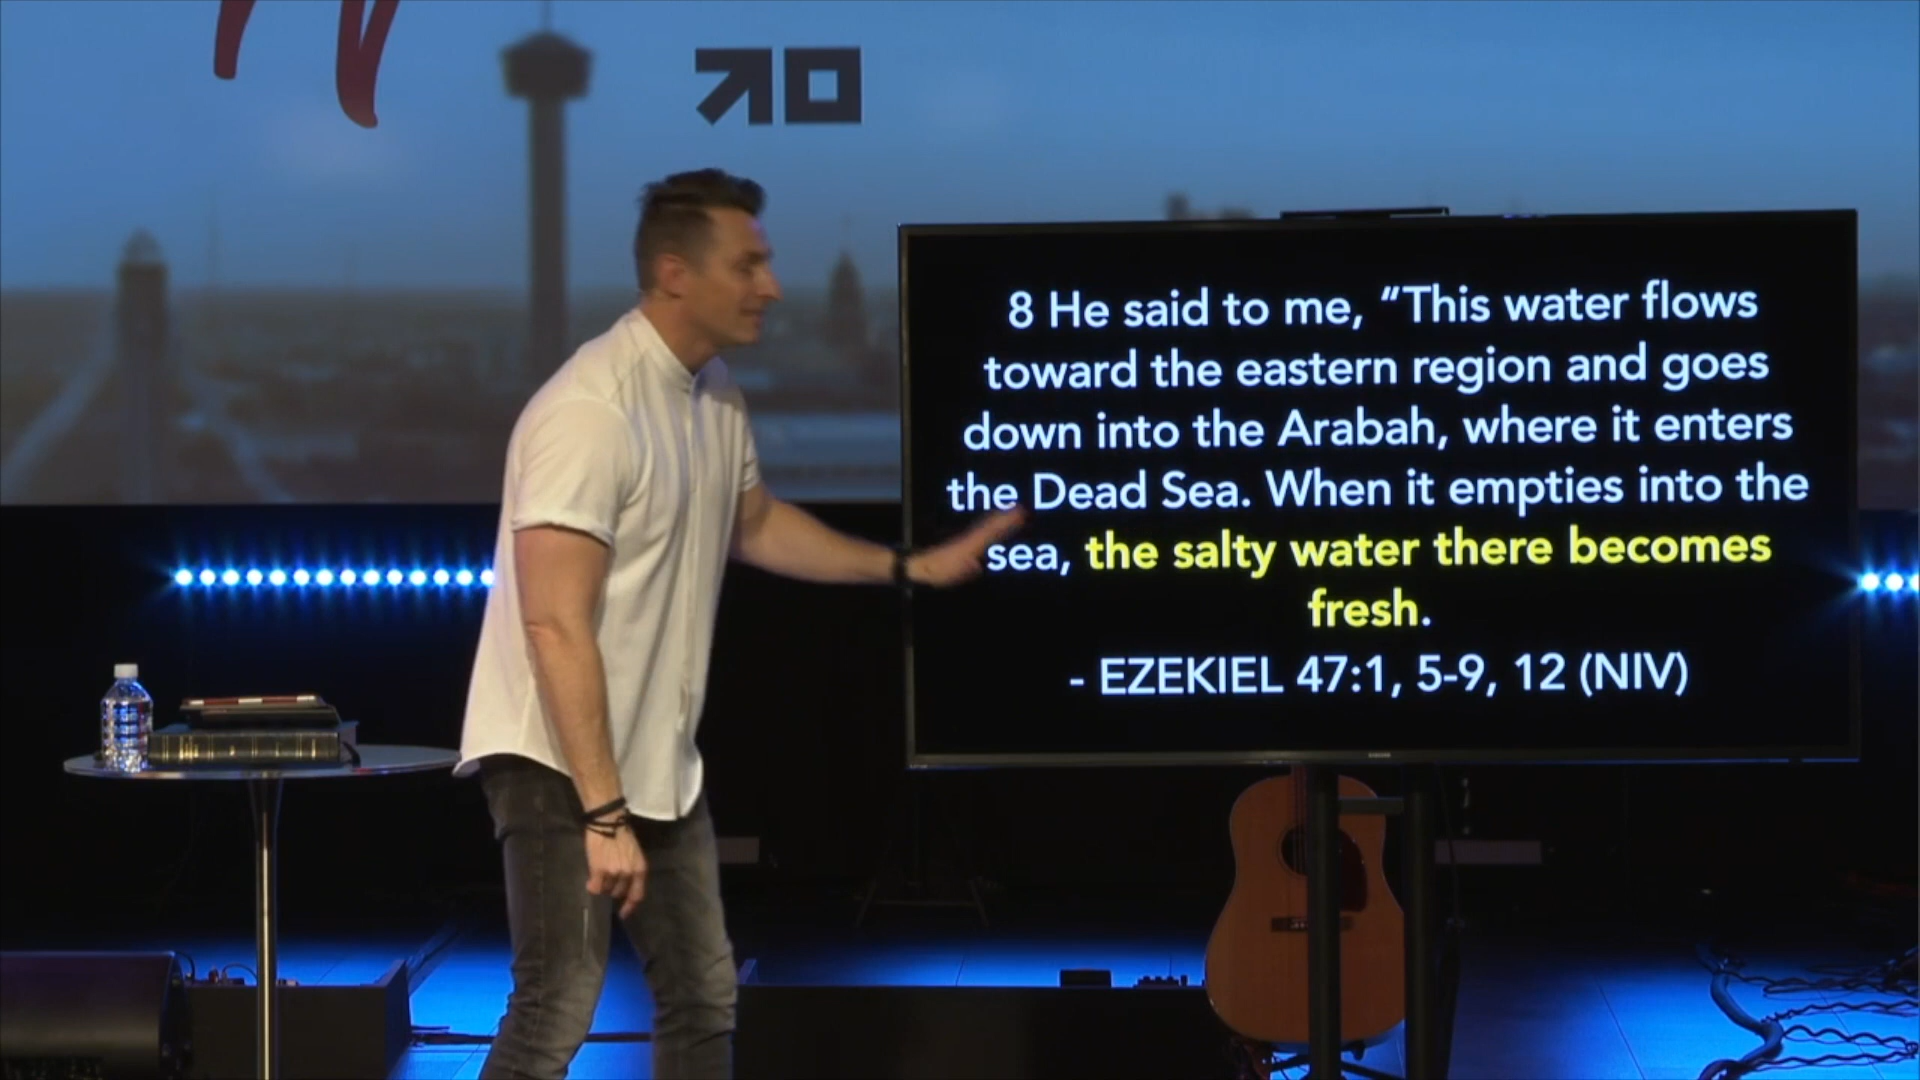 8 He said to me, “This water flows
toward the eastern region and goes
down into the Arabah, where it enters
the Dead Sea. When it empties into the
sea, the salty water there becomes
fresh.
- EZEKIEL 47:1, 5-9, 12 (NIV)